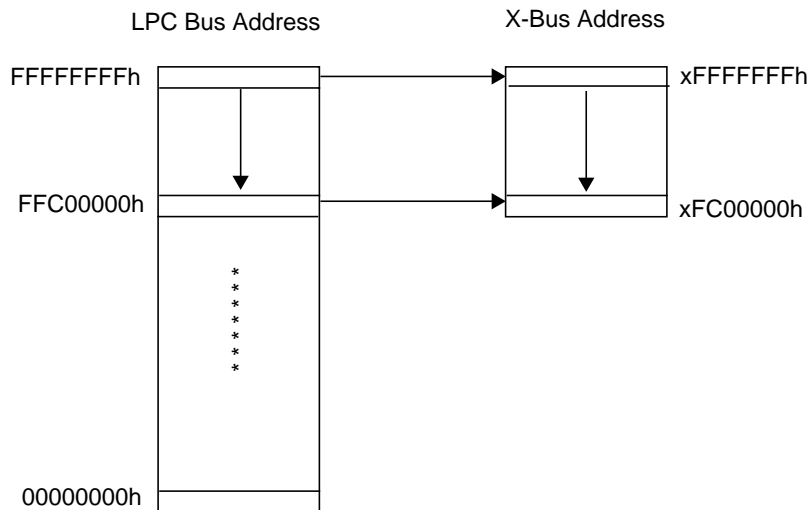 LPC Bus Address
X-Bus Address
FFFFFFFFh
xFFFFFFFh
FFC00000h
xFC00000h
*
*
*
*
*
*
*
00000000h